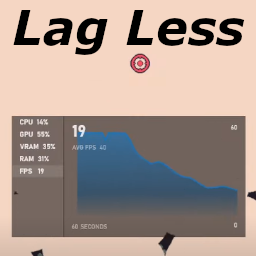 Lag Less
CPU 14%
GPU 55%
VRAM 35%
RAM 31%
FPS 19
19
AVG FPS 40
60
60 SECONDS
0